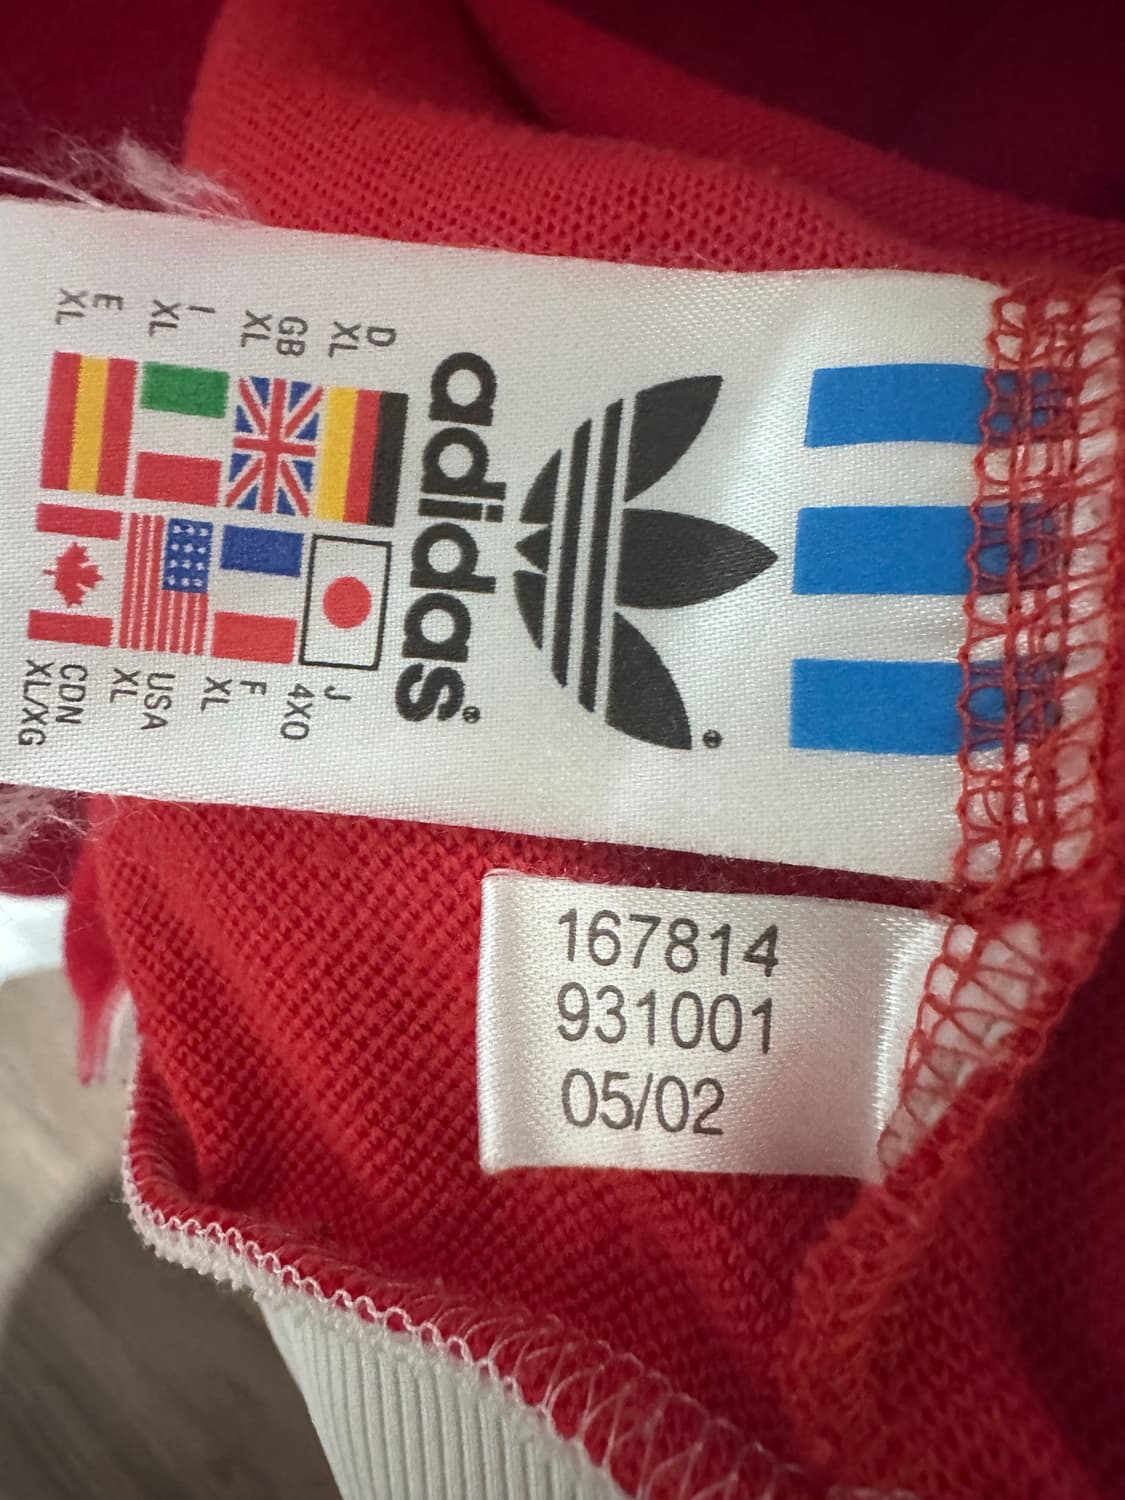 adidas®
D
XL
GB
XL
I
XL
E
XL
J
4XO
F
XL
USA
XL
CDN
XL/XG
167814
931001
05/02